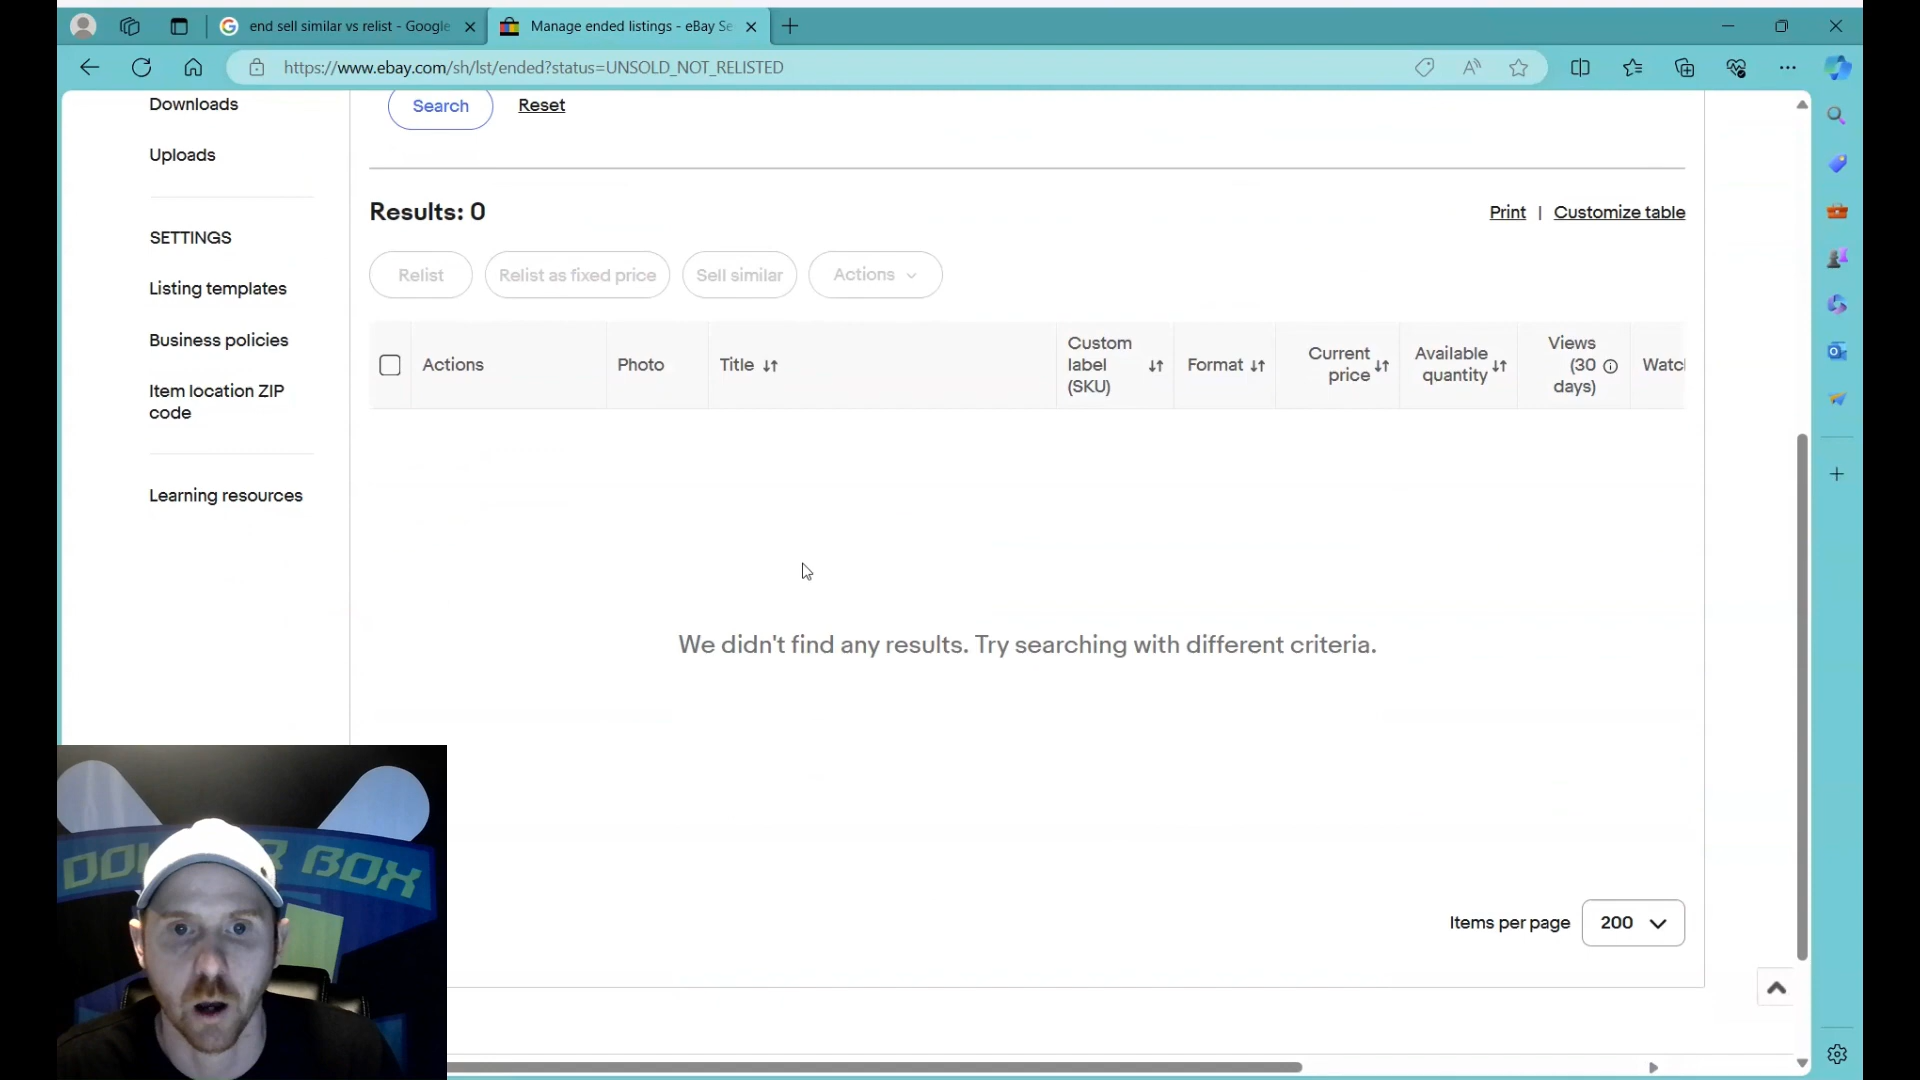 end sell similar vs relist - Google
Manage ended listings - eBay Se
https://www.ebay.com/sh/lst/ended?status=UNSOLD_NOT_RELISTED
Downloads
Uploads
SETTINGS
Listing templates
Business policies
Item location ZIP
code
Learning resources
Search
Reset
Results: 0
Print | Customize table
Relist
Relist as fixed price
Sell similar
Actions
Actions
Photo
Title
Custom
label
(SKU)
Format
Current
price
Available
quantity
Views
(30
days)
Watcl
We didn't find any results. Try searching with different criteria.
Items per page
200
BOX